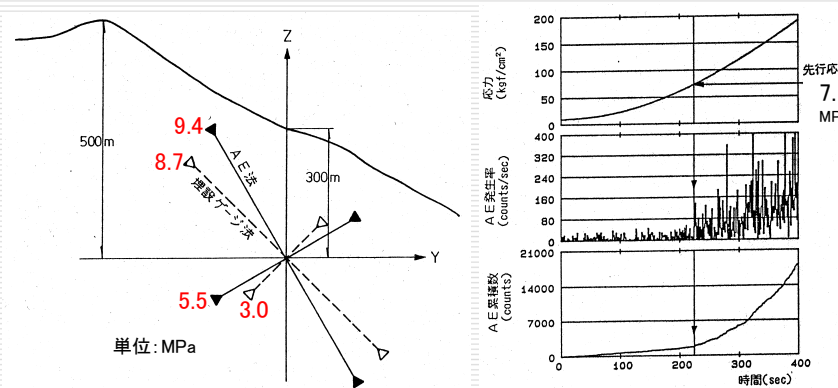 Z
500m
9.4
8.7
AE法
埋設ゲージ法
300m
Y
5.5
3.0
単位：MPa
応力
(kgf/cm²)
200
150
100
50
0
先行応
7.
MP
AE発生率
(counts/sec)
400
320
240
160
80
0
AE累積数
(counts)
21000
14000
7000
0
0
100
200
300
400
時間(sec)